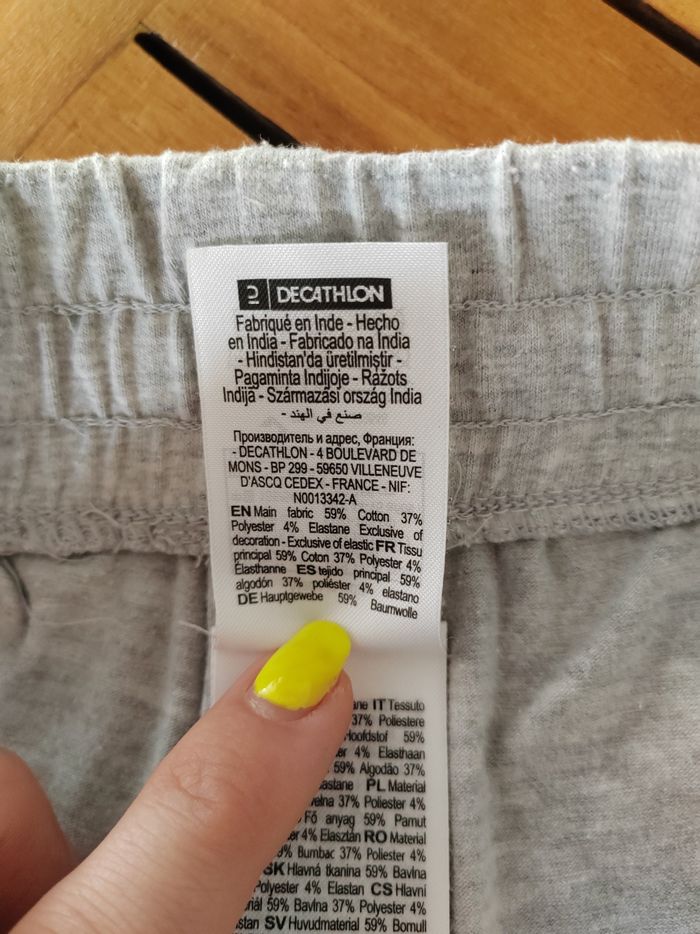 DECATHLON
Fabriqué en Inde - Hecho
en India - Fabricado na India
- Hindistan'da üretilmiştir -
Pagaminta Indijoje - Ražots
Indijā - Származási ország India
- صنع في الهند
Производитель и адрес, Франция:
- DECATHLON - 4 BOULEVARD DE
MONS - BP 299 - 59650 VILLENEUVE
D'ASCQ CEDEX - FRANCE - NIF:
N0013342-A
EN Main fabric 59% Cotton 37%
Polyester 4% Elastane Exclusive of
decoration - Exclusive of elastic FR Tissu
principal 59% Coton 37% Polyester 4%
Élasthanne ES tejido principal 59%
algodón 37% poliéster 4% elastano
DE Hauptgewebe 59% Baumwolle
IT Tessuto
37% Poliestere
59%
4% Elasthaan
59% Algodão 37%
PL Material
37% Poliester 4%
Fő anyag 59% Pamut
4% Elasztán RO Material
Bumbac 37% Poliester 4%
SK Hlavná tkanina 59% Bavlna
Polyester 4% Elastan CS Hlavní
59% Bavlna 37% Polyester 4%
SV Huvudmaterial 59% Bomull